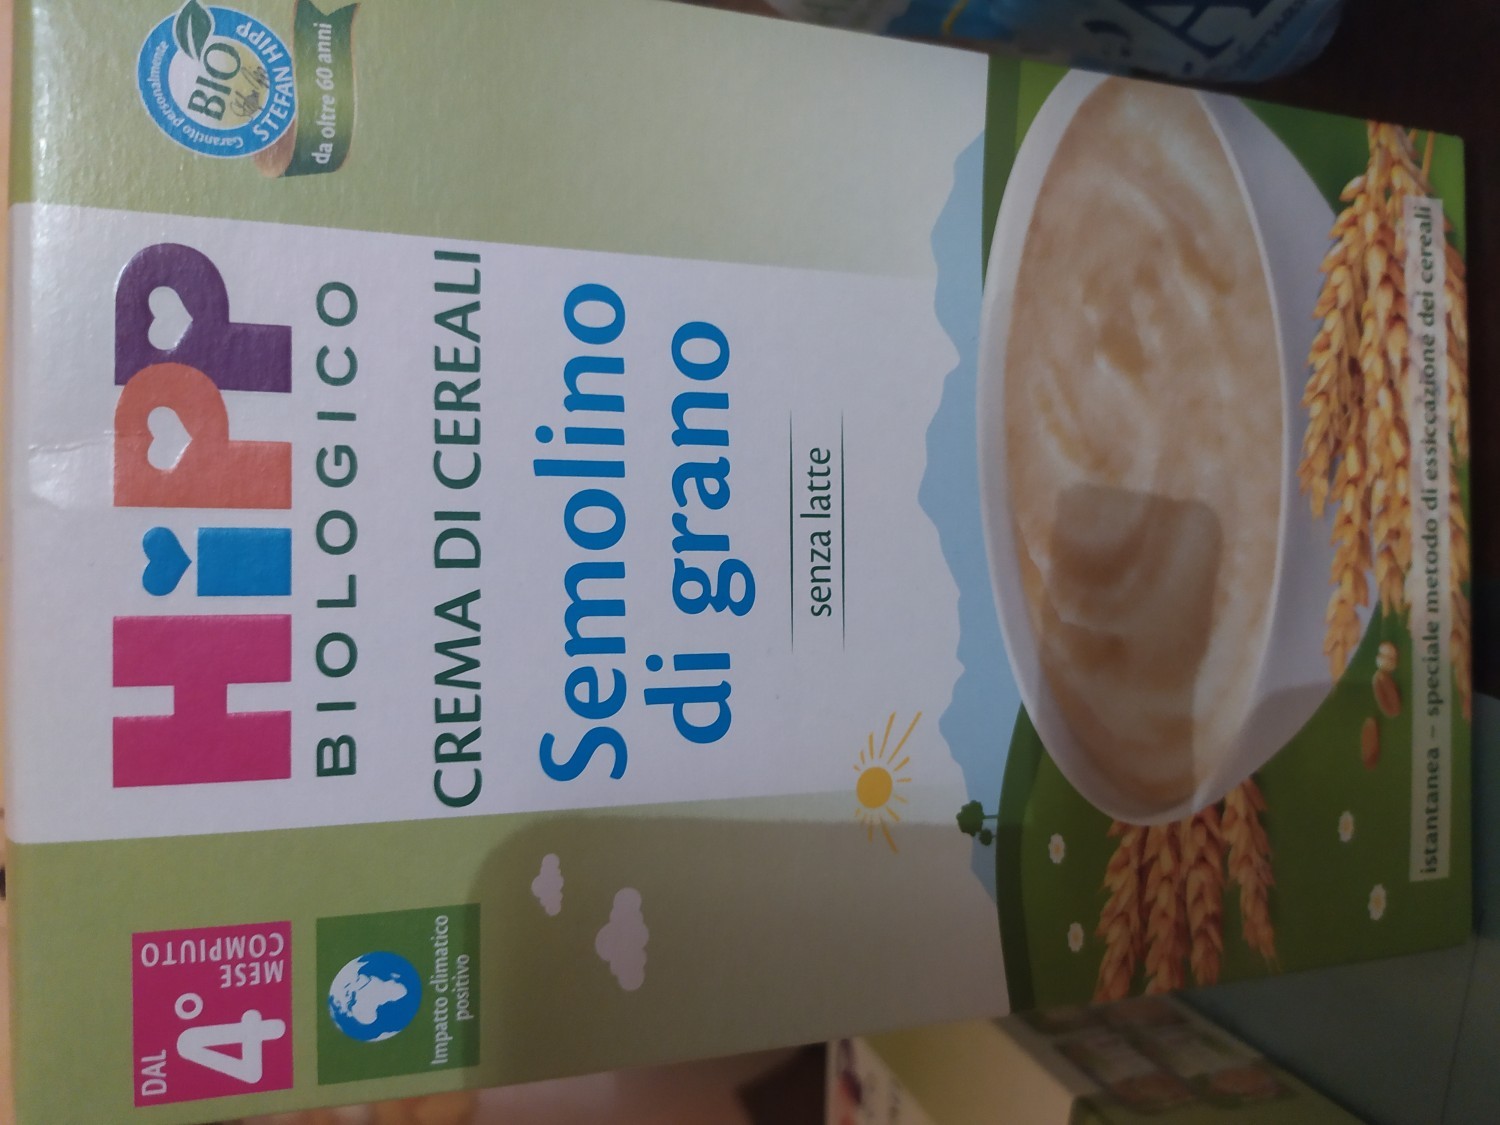 Garantito personalmente
BIO
STEFAN HIPP
da oltre 60 anni
HiPP
BIOLOGICO
CREMA DI CEREALI
Semolino
di grano
senza latte
DAL
4°
MESE
COMPIUTO
Impatto climatico
positivo
istantanea – speciale metodo di essiccazione dei cereali